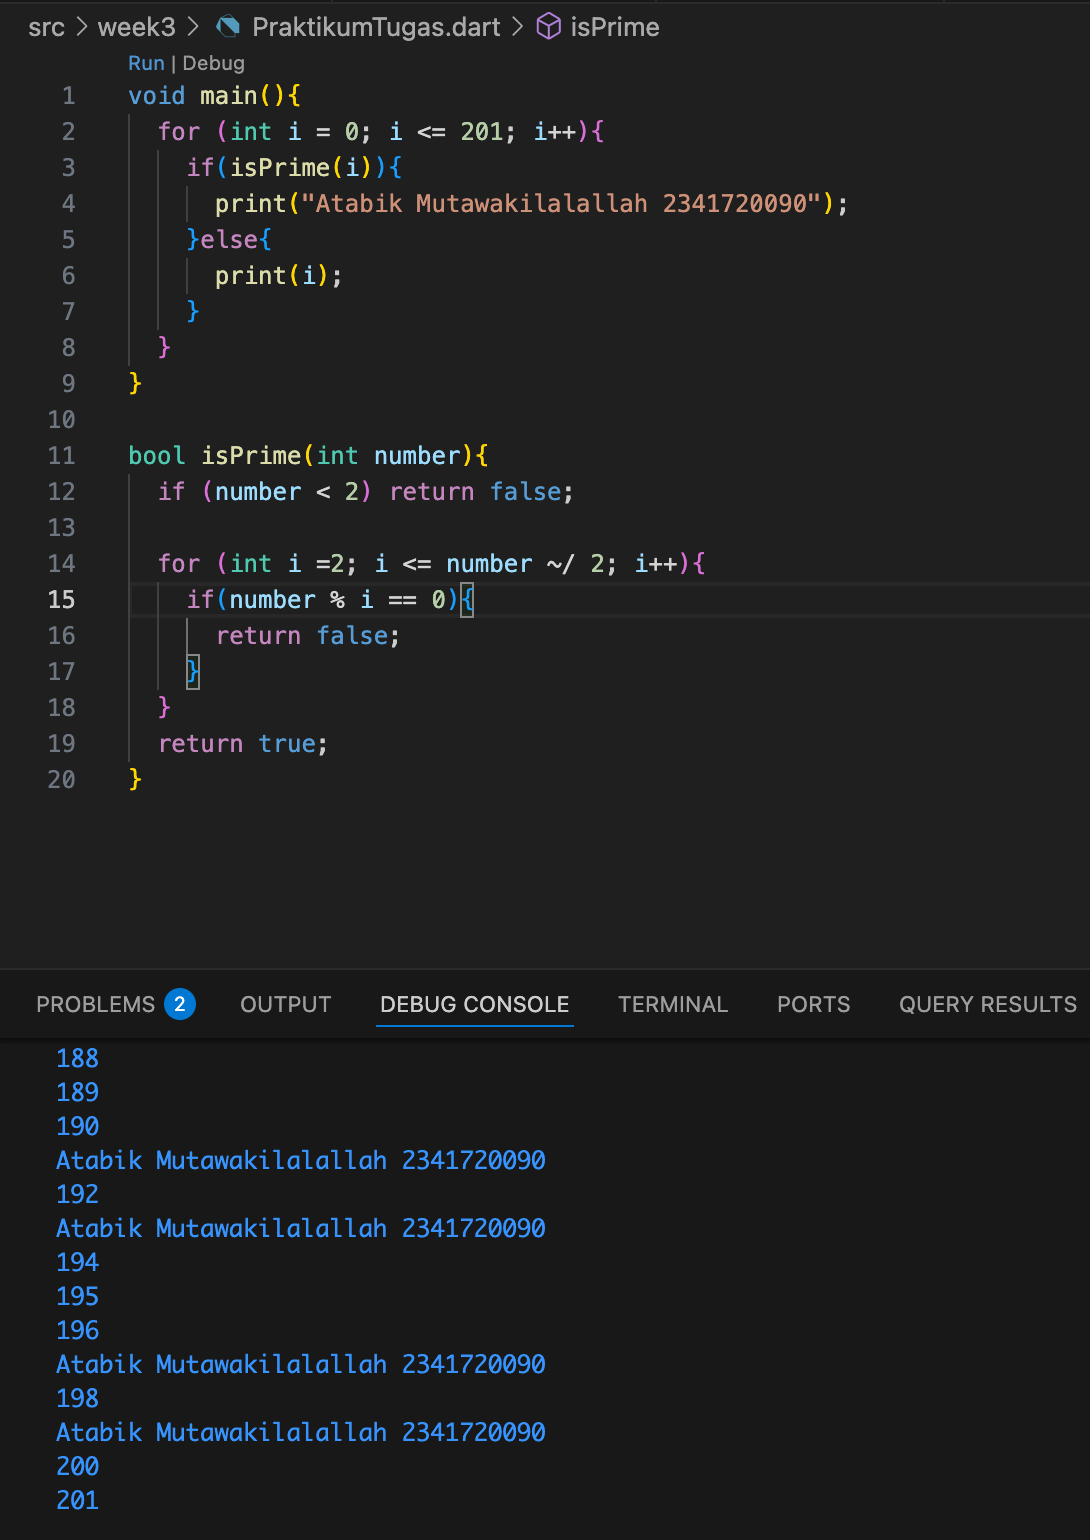 src > week3 > PraktikumTugas.dart > isPrime
Run | Debug
1 void main(){
2 for (int i = 0; i <= 201; i++){
3 if(isPrime(i)){
4 print("Atabik Mutawakilalallah 2341720090");
5 }else{
6 print(i);
7 }
8 }
9 }
10
11 bool isPrime(int number){
12 if (number < 2) return false;
13
14 for (int i =2; i <= number ~/ 2; i++){
15 if(number % i == 0){
16 return false;
17 }
18 }
19 return true;
20 }
PROBLEMS 2 OUTPUT DEBUG CONSOLE TERMINAL PORTS QUERY RESULTS
188
189
190
Atabik Mutawakilalallah 2341720090
192
Atabik Mutawakilalallah 2341720090
194
195
196
Atabik Mutawakilalallah 2341720090
198
Atabik Mutawakilalallah 2341720090
200
201